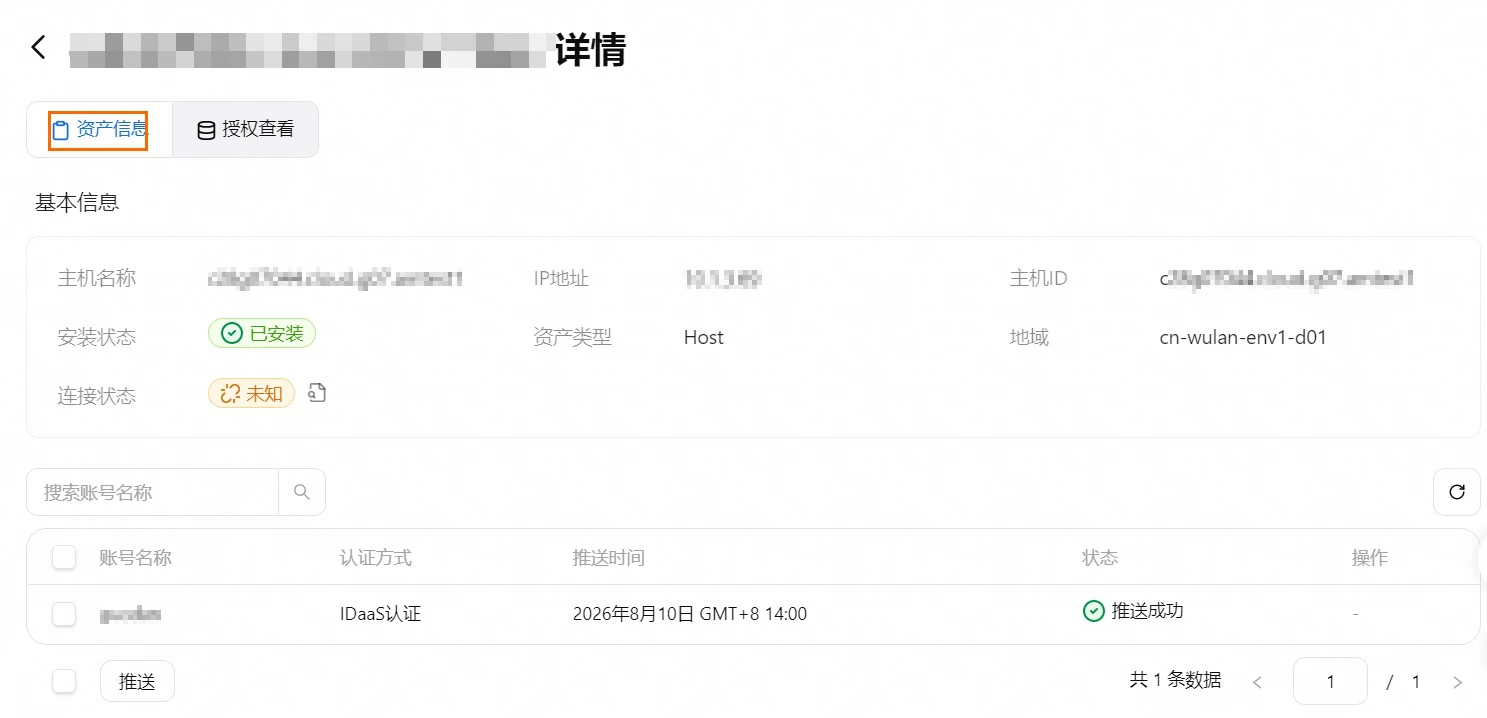 详情
资产信息 授权查看
基本信息
主机名称 IP地址 主机ID
安装状态 已安装 资产类型 Host 地域 cn-wulan-env1-d01
连接状态 未知
搜索账号名称
账号名称 认证方式 推送时间 状态 操作
IDaaS认证 2026年8月10日 GMT+8 14:00 推送成功 -
推送 共 1 条数据 < 1 / 1 >